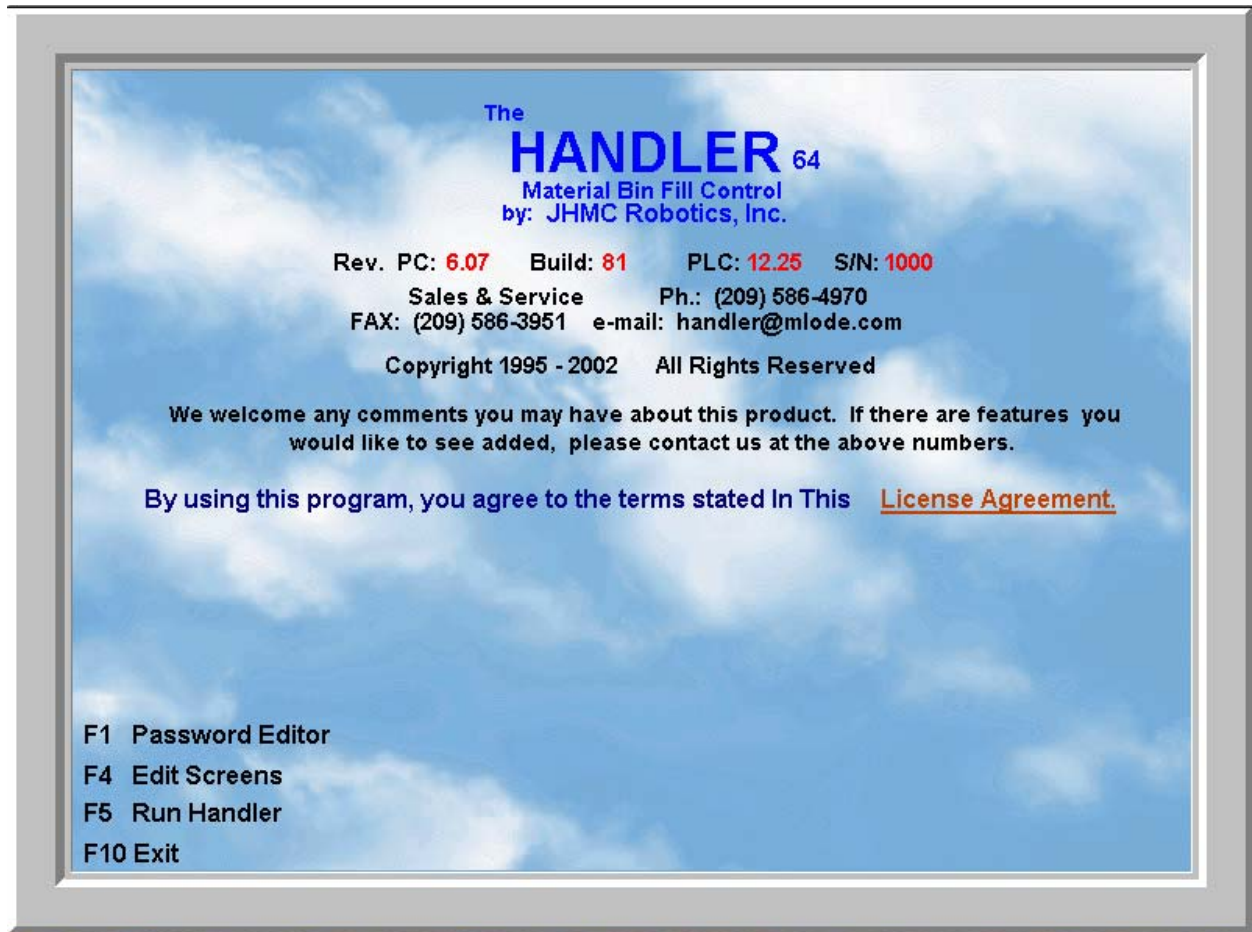 The
HANDLER 64
Material Bin Fill Control
by: JHMC Robotics, Inc.
Rev. PC: 6.07 Build: 81 PLC: 12.25 S/N: 1000
Sales & Service Ph.: (209) 586-4970
FAX: (209) 586-3951 e-mail: handler@mlode.com
Copyright 1995 - 2002 All Rights Reserved
We welcome any comments you may have about this product. If there are features you
would like to see added, please contact us at the above numbers.
By using this program, you agree to the terms stated In This License Agreement.
F1 Password Editor
F4 Edit Screens
F5 Run Handler
F10 Exit